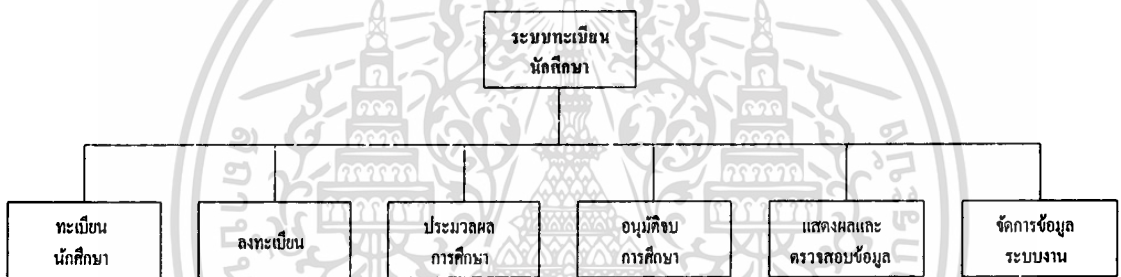 ระบบทะเบียน
นักศึกษา
ทะเบียน
นักศึกษา
ลงทะเบียน
ประมวลผล
การศึกษา
อนุมัติจบ
การศึกษา
แสดงผลและ
ตรวจสอบข้อมูล
จัดการข้อมูล
ระบบงาน